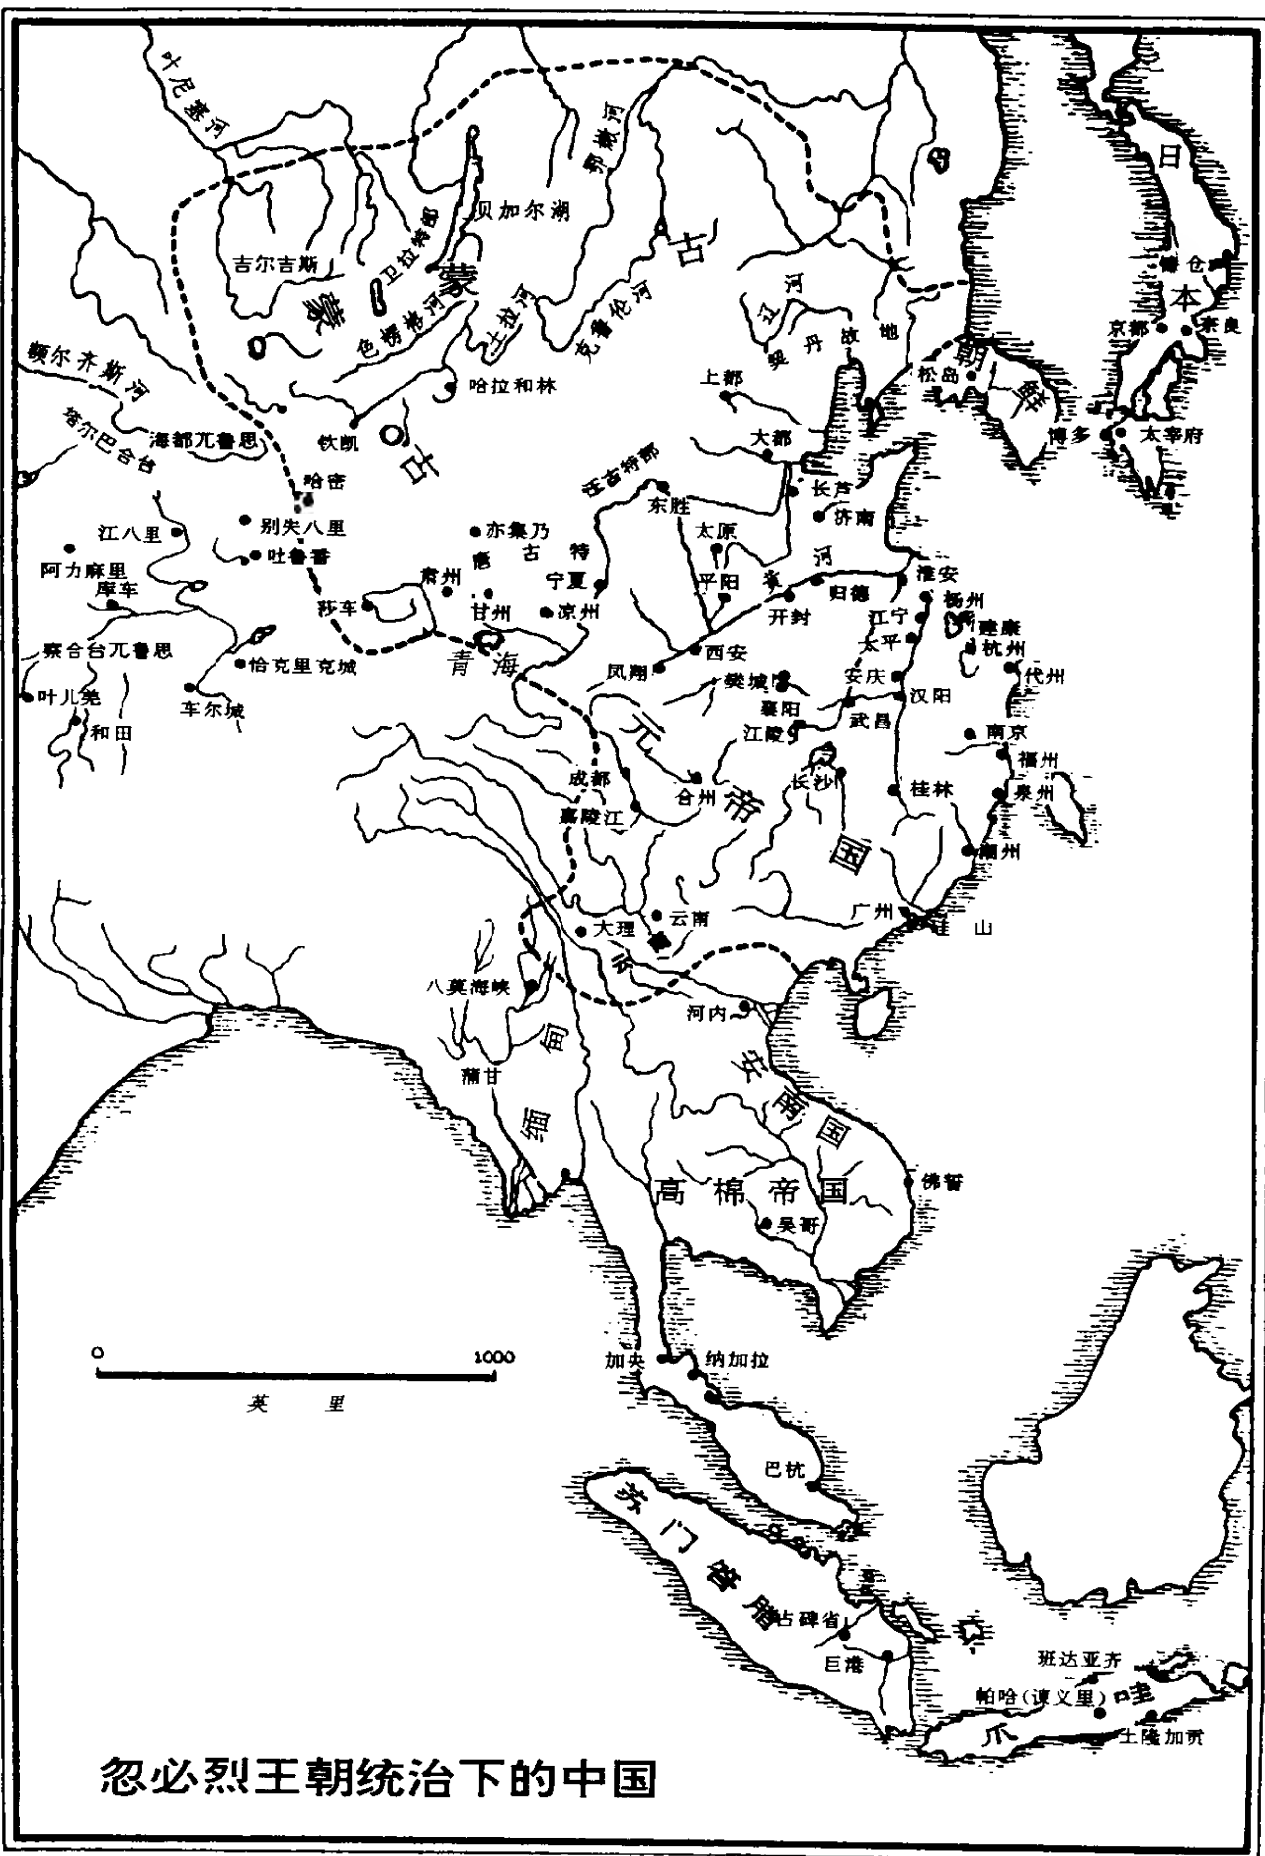 叶尼塞河
鄂嫩河
日
本
贝加尔湖
卫拉特部
吉尔吉斯
蒙
古
蒙
古
色楞格河
土拉河
克鲁伦河
辽河
契丹故地
京都
奈良
朝鲜
松岛
额尔齐斯河
哈拉和林
上都
塔尔巴合台
海都兀鲁思
钦凯
大都
博多
太宰府
汪古特部
哈密
东胜
长芦
别失八里
济南
江八里
亦集乃
太原
吐鲁番
唐古特
河
阿力麻里
肃州
宁夏
平阳
淮安
库车
归德
扬州
莎车
甘州
凉州
开封
江宁
建康
太平
杭州
察合台兀鲁思
青海
西安
恰克里克城
凤翔
樊城
安庆
代州
叶儿羌
车尔城
襄阳
汉阳
和田
元
帝
国
江陵
武昌
南京
福州
成都
长沙
合州
桂林
泉州
嘉陵江
潮州
广州
山
云南
大理
云
八莫海峡
河内
缅甸
蒲甘
安南国
高棉帝国
佛誓
吴哥
0
1000
英里
加央
纳加拉
巴杭
苏门答腊
占碑省
巨港
班达亚齐
帕哈(谏义里)
爪哇
土隆加贡
忽必烈王朝统治下的中国